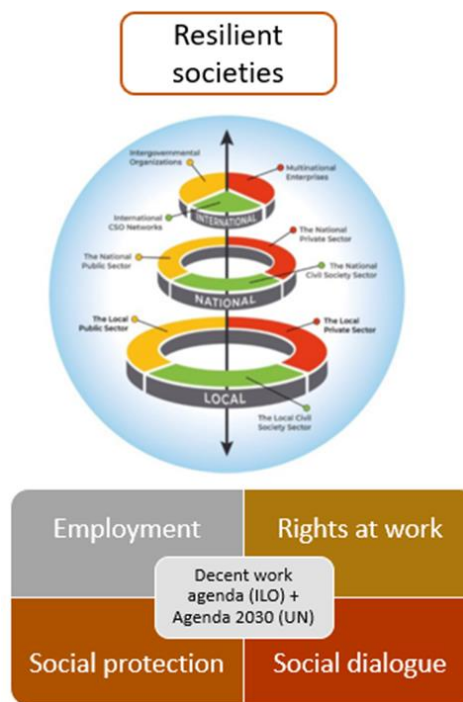 Resilient
societies
Intergovernmental
Organizations
Multinational
Enterprises
International
CSO Networks
INTERNATIONAL
The National
Private Sector
The National
Public Sector
The National
Civil Society Sector
NATIONAL
The Local
Public Sector
The Local
Private Sector
LOCAL
The Local Civil
Society Sector
Employment
Rights at work
Decent work
agenda (ILO) +
Agenda 2030 (UN)
Social protection
Social dialogue